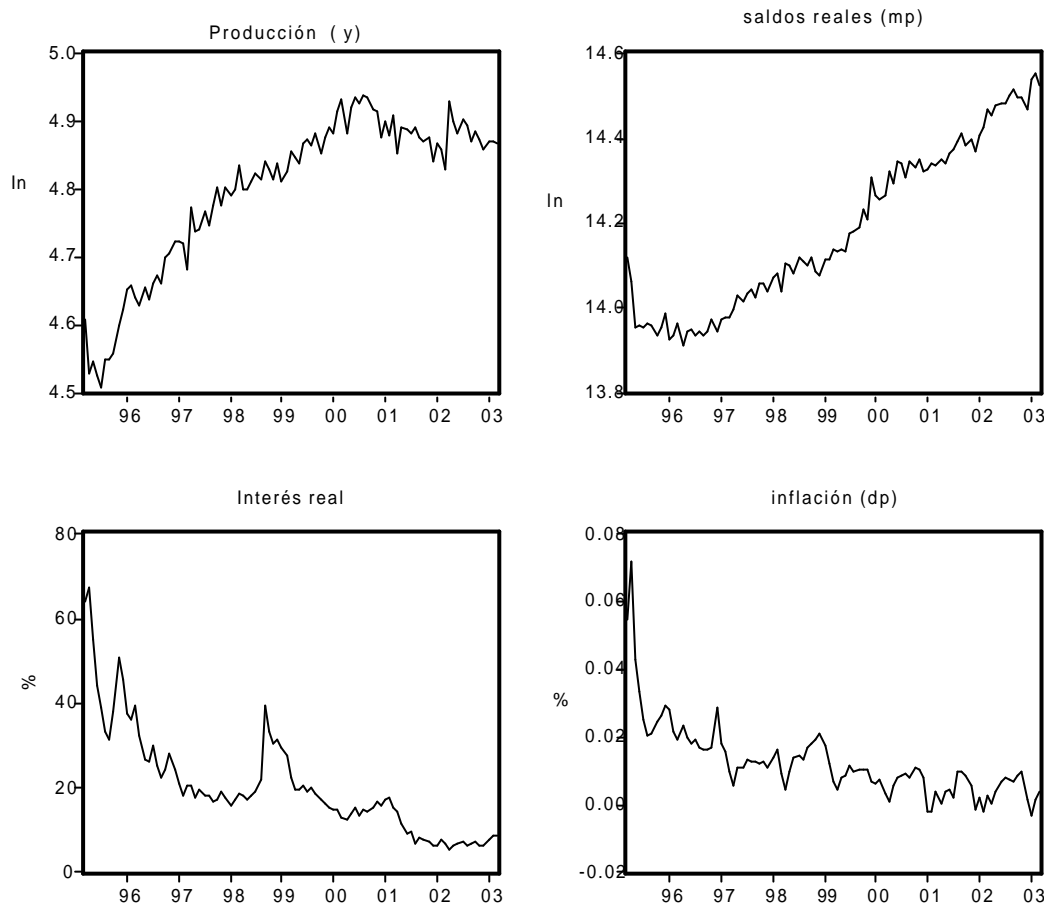 Producción ( y)
5.0
4.9
4.8
4.7
4.6
4.5
ln
96 97 98 99 00 01 02 03
saldos reales (mp)
14.6
14.4
14.2
14.0
13.8
ln
96 97 98 99 00 01 02 03
Interés real
80
60
40
20
0
%
96 97 98 99 00 01 02 03
inflación (dp)
0.08
0.06
0.04
0.02
0.00
-0.02
%
96 97 98 99 00 01 02 03